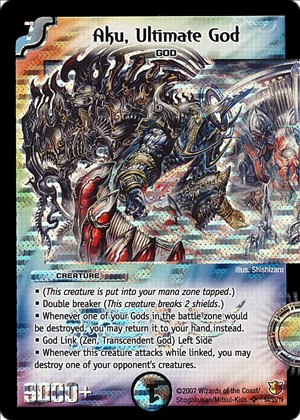 7
Aku, Ultimate God
GOD
illus. Shishizaru
CREATURE
▪ (This creature is put into your mana zone tapped.)
▪ Double breaker (This creature breaks 2 shields.)
▪ Whenever one of your Gods in the battle zone would
be destroyed, you may return it to your hand instead.
▪ God Link (Zen, Transcendent God) Left Side
▪ Whenever this creature attacks while linked, you may
destroy one of your opponent's creatures.
9000+
1
©2007 Wizards of the Coast/
Shogakukan/Mitsui-Kids